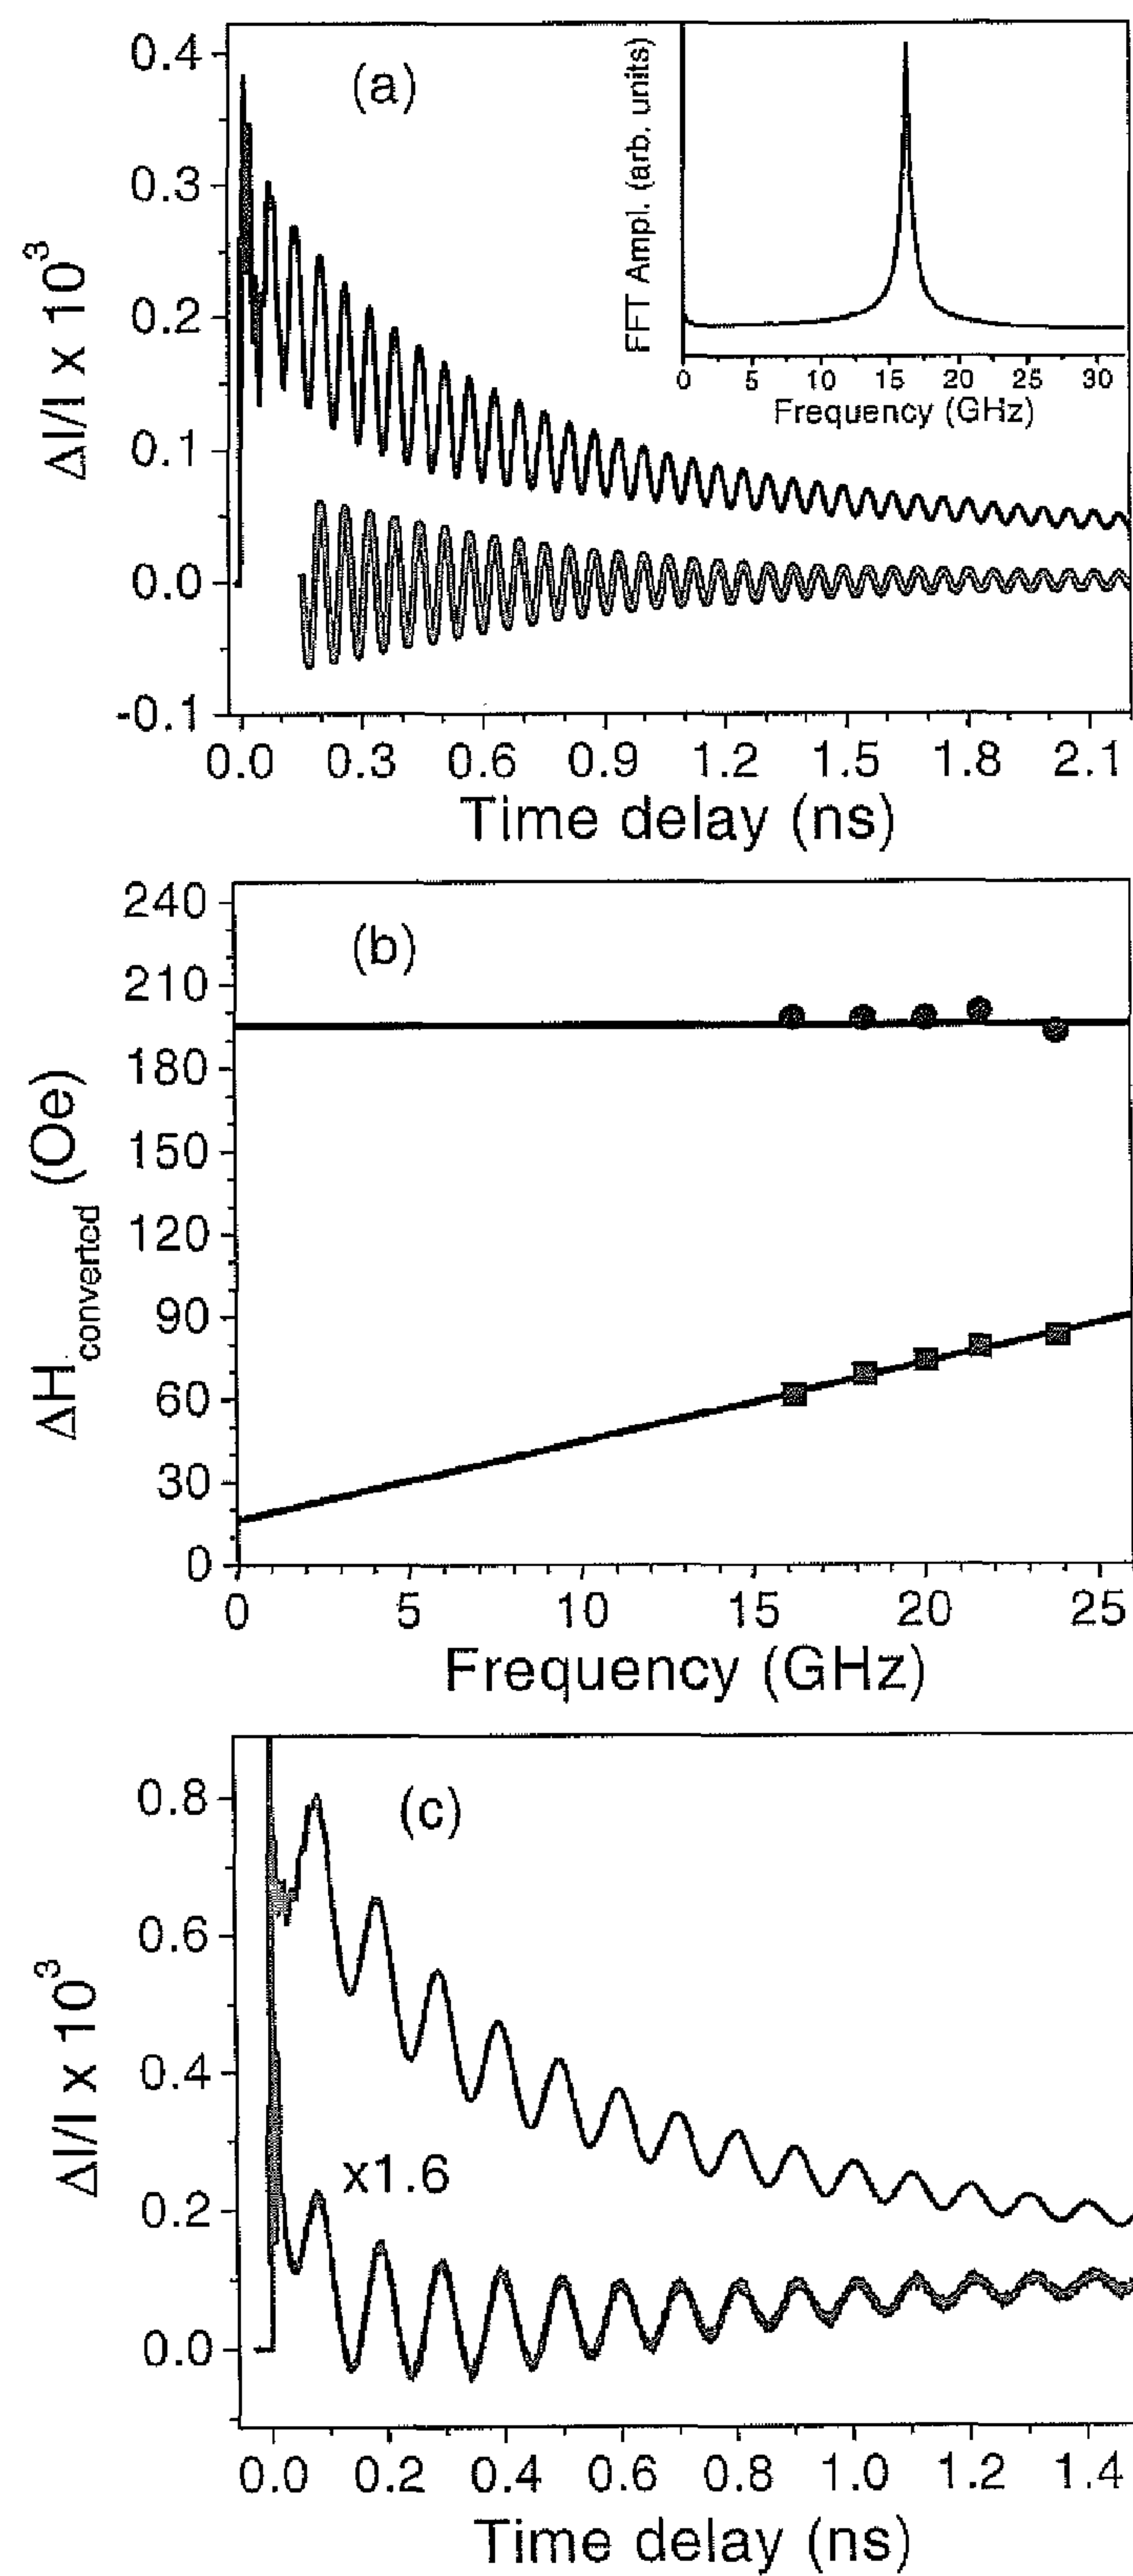 (a)
0.4
0.3
0.2
0.1
0.0
-0.1
ΔI/I x 10³
0.0 0.3 0.6 0.9 1.2 1.5 1.8 2.1
Time delay (ns)
FFT Ampl. (arb. units)
0 5 10 15 20 25 30
Frequency (GHz)
(b)
240
210
180
150
120
90
60
30
0
ΔH converted (Oe)
0 5 10 15 20 25
Frequency (GHz)
(c)
0.8
0.6
0.4
0.2
0.0
ΔI/I x 10³
x1.6
0.0 0.2 0.4 0.6 0.8 1.0 1.2 1.4
Time delay (ns)